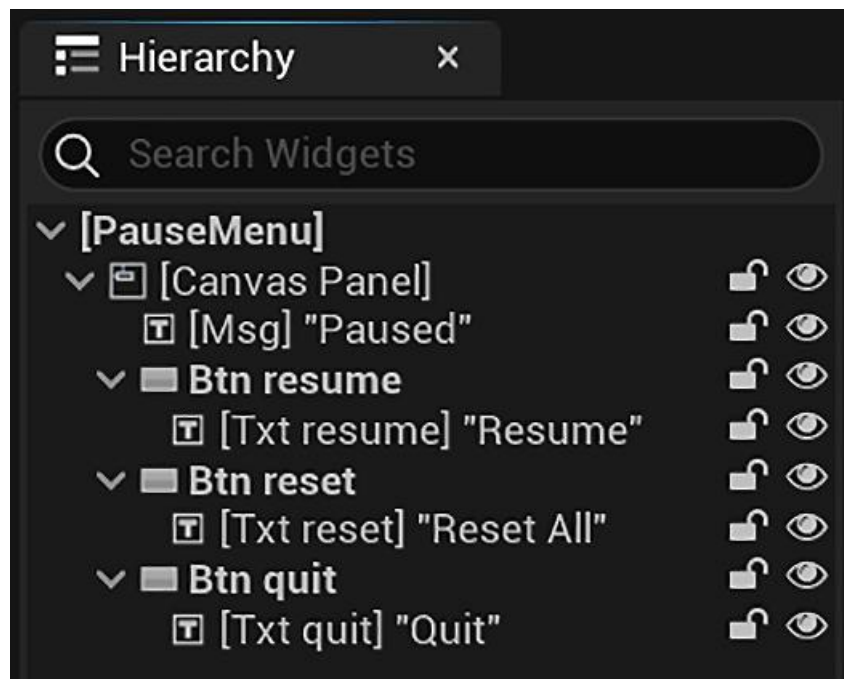 Hierarchy
Search Widgets
[PauseMenu]
[Canvas Panel]
[Msg] "Paused"
Btn resume
[Txt resume] "Resume"
Btn reset
[Txt reset] "Reset All"
Btn quit
[Txt quit] "Quit"